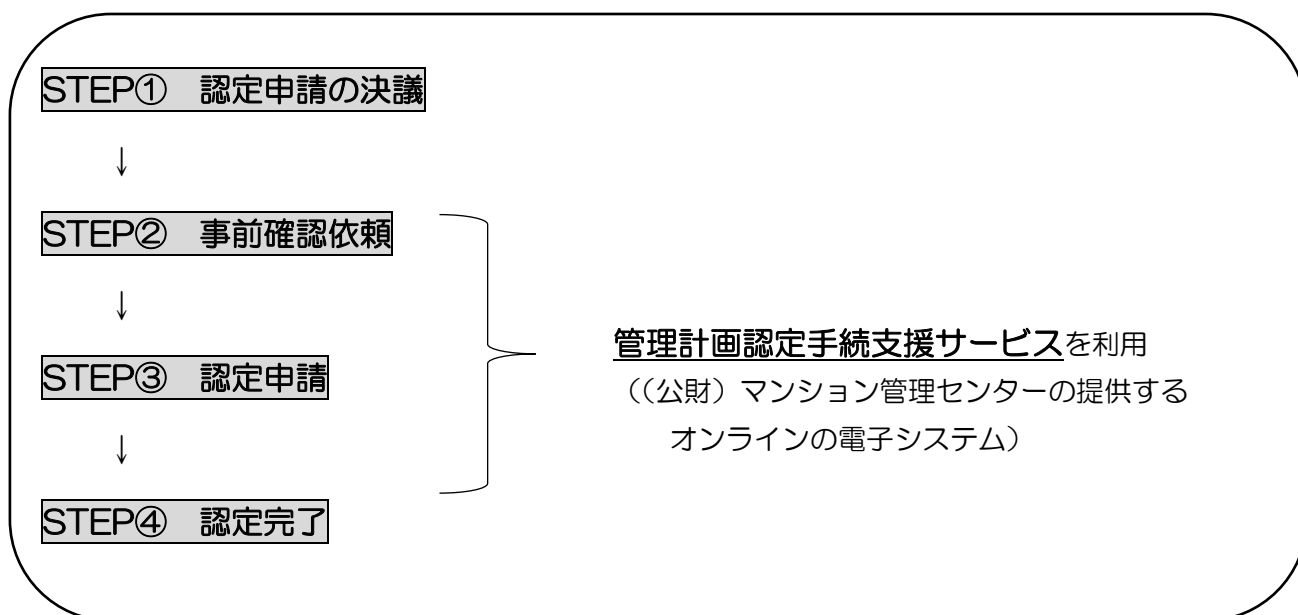 STEP①　認定申請の決議
↓
STEP②　事前確認依頼
↓
STEP③　認定申請
↓
STEP④　認定完了
管理計画認定手続支援サービスを利用
（（公財）マンション管理センターの提供する
オンラインの電子システム）